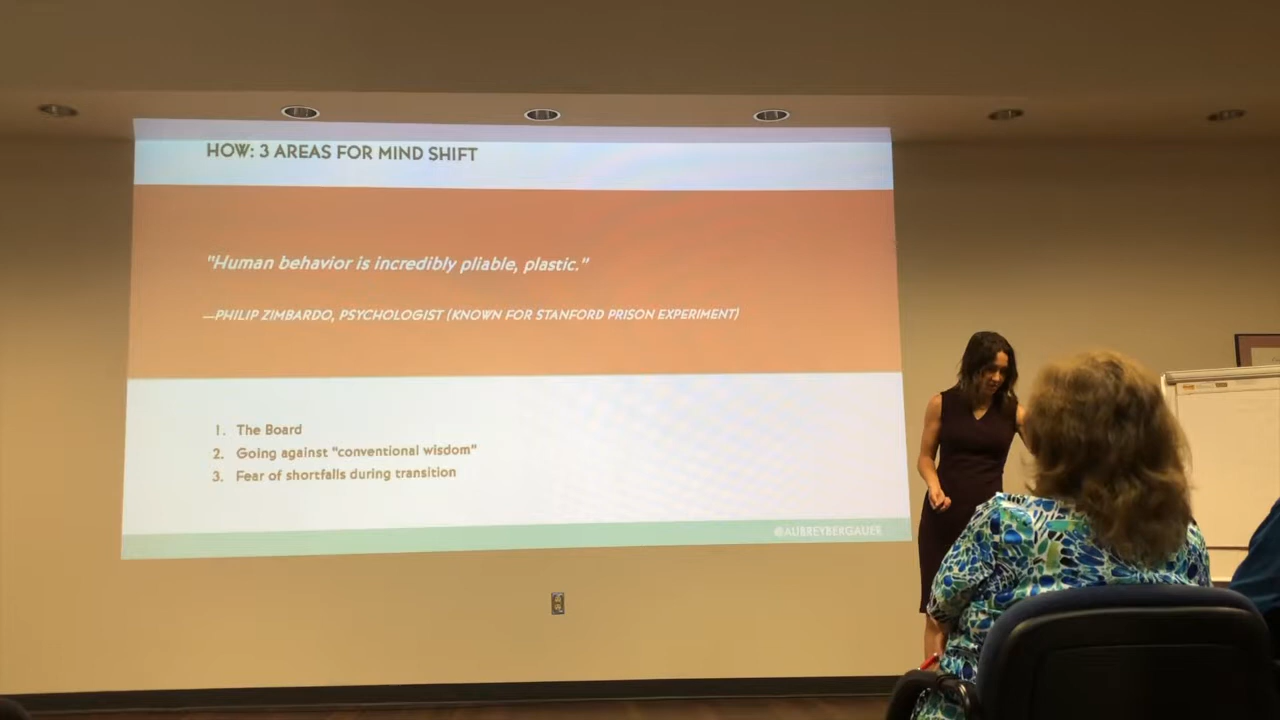 HOW: 3 AREAS FOR MIND SHIFT
"Human behavior is incredibly pliable, plastic."
—PHILIP ZIMBARDO, PSYCHOLOGIST (KNOWN FOR STANFORD PRISON EXPERIMENT)
1. The Board
2. Going against "conventional wisdom"
3. Fear of shortfalls during transition
@AUBREYBERGAUER